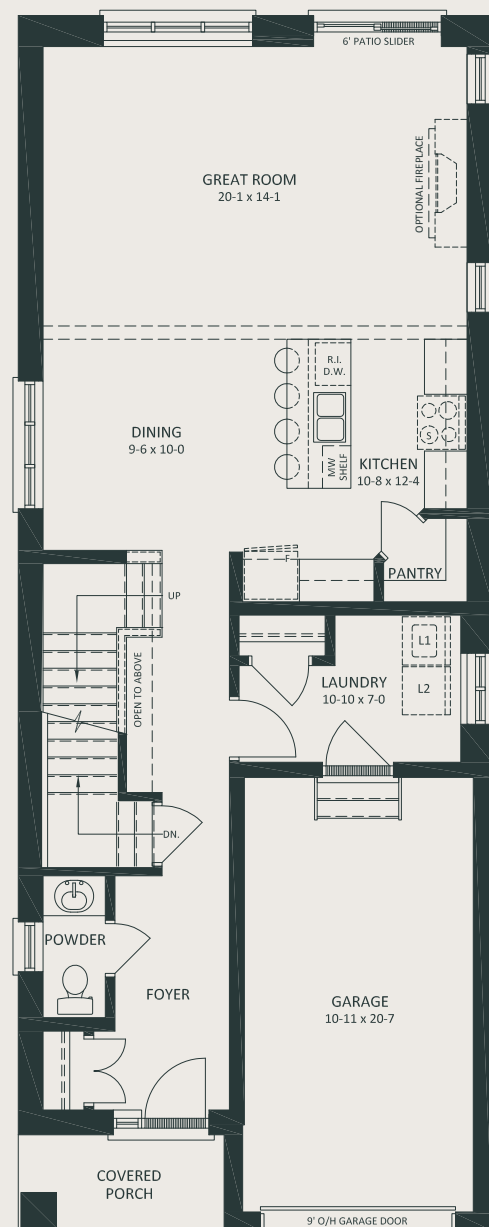 6' PATIO SLIDER
OPTIONAL FIREPLACE
GREAT ROOM
20-1 x 14-1
R.I.
D.W.
DINING
9-6 x 10-0
S
MW
SHELF
KITCHEN
10-8 x 12-4
F
PANTRY
UP
OPEN TO ABOVE
L1
LAUNDRY
10-10 x 7-0
L2
DN.
POWDER
FOYER
GARAGE
10-11 x 20-7
COVERED
PORCH
9' O/H GARAGE DOOR